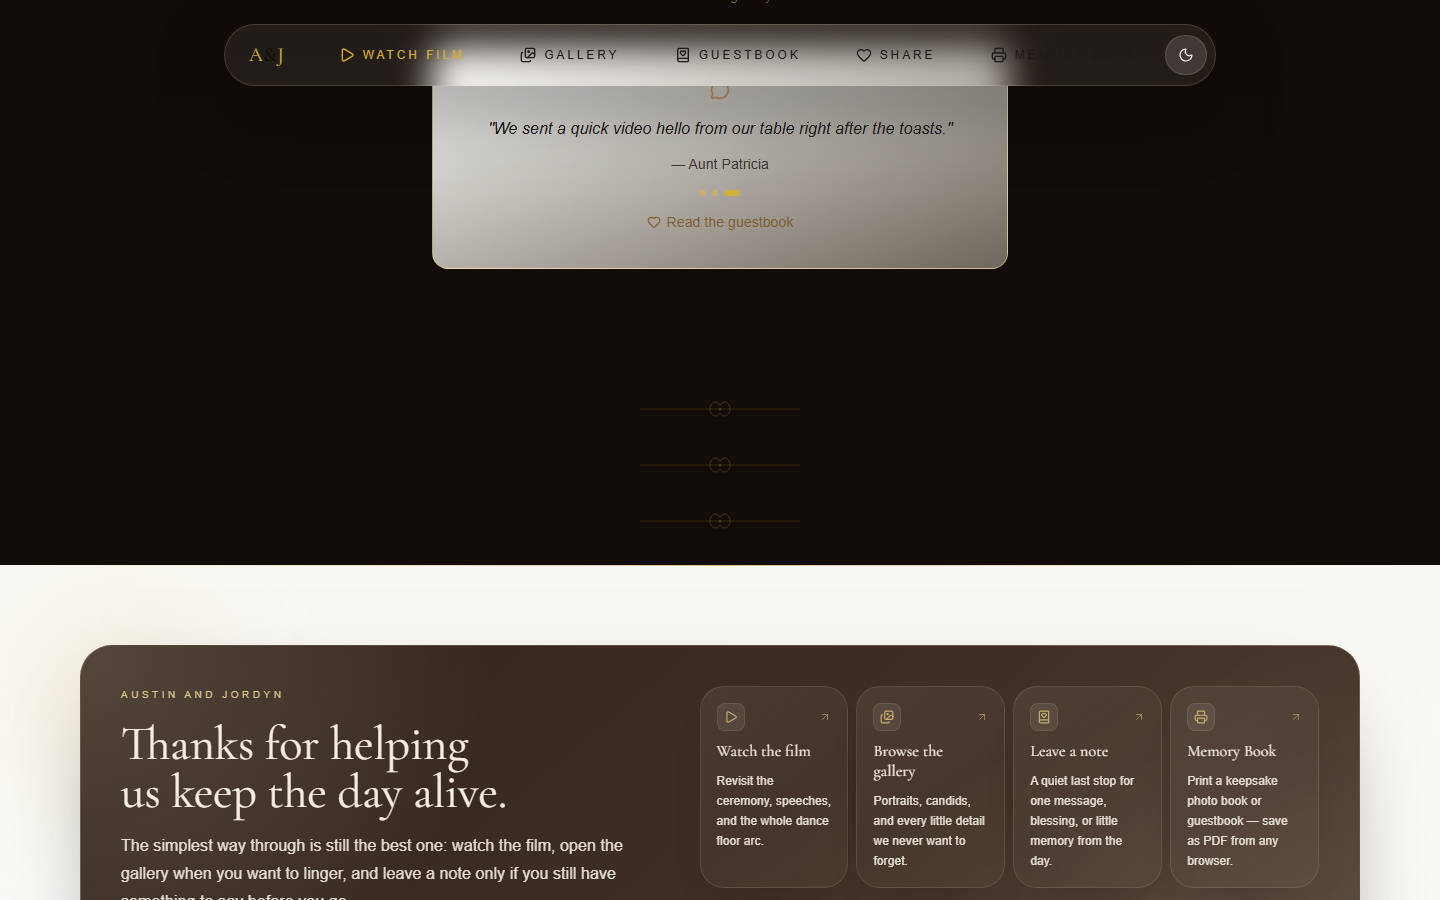 A&J
WATCH FILM
GALLERY
GUESTBOOK
SHARE
"We sent a quick video hello from our table right after the toasts."
— Aunt Patricia
Read the guestbook
AUSTIN AND JORDYN
Thanks for helping
us keep the day alive.
The simplest way through is still the best one: watch the film, open the
gallery when you want to linger, and leave a note only if you still have
something to say before you go.
Watch the film
Revisit the
ceremony, speeches,
and the whole dance
floor arc.
Browse the
gallery
Portraits, candids,
and every little detail
we never want to
forget.
Leave a note
A quiet last stop for
one message,
blessing, or little
memory from the
day.
Memory Book
Print a keepsake
photo book or
guestbook — save
as PDF from any
browser.